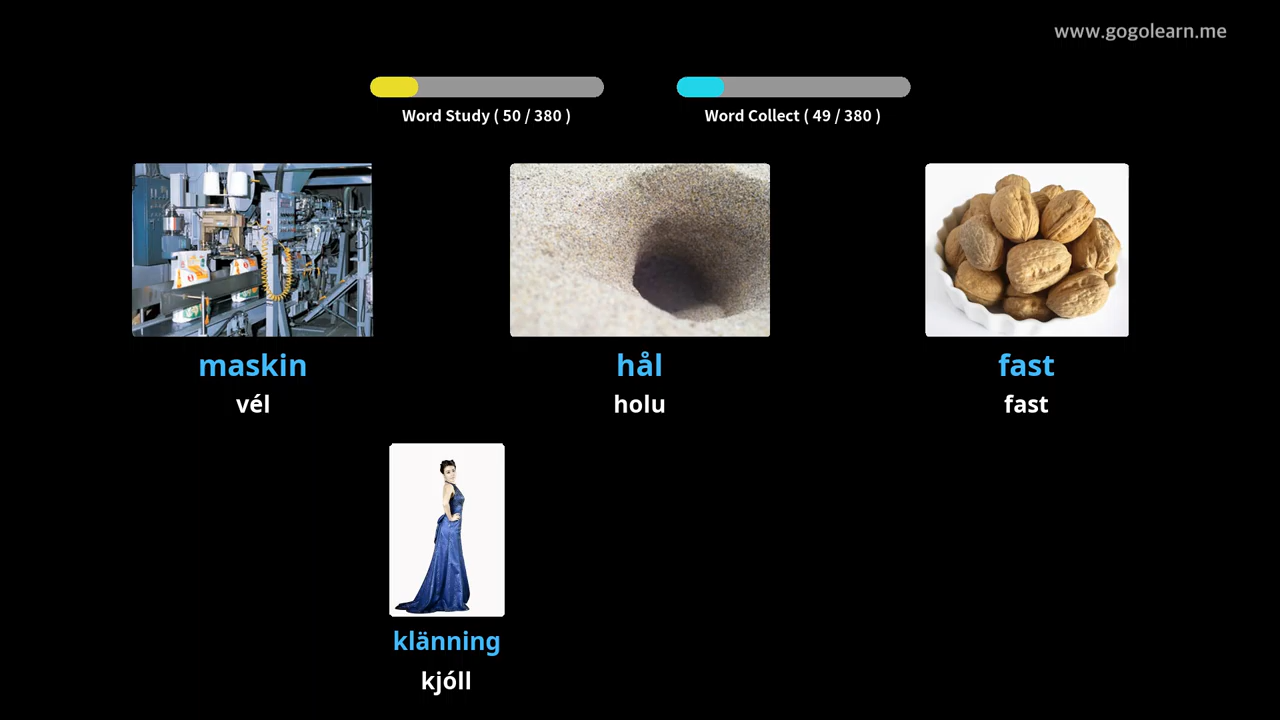 www.gogolearn.me
Word Study ( 50 / 380 )
Word Collect ( 49 / 380 )
maskin
vél
hål
holu
fast
fast
klänning
kjóll